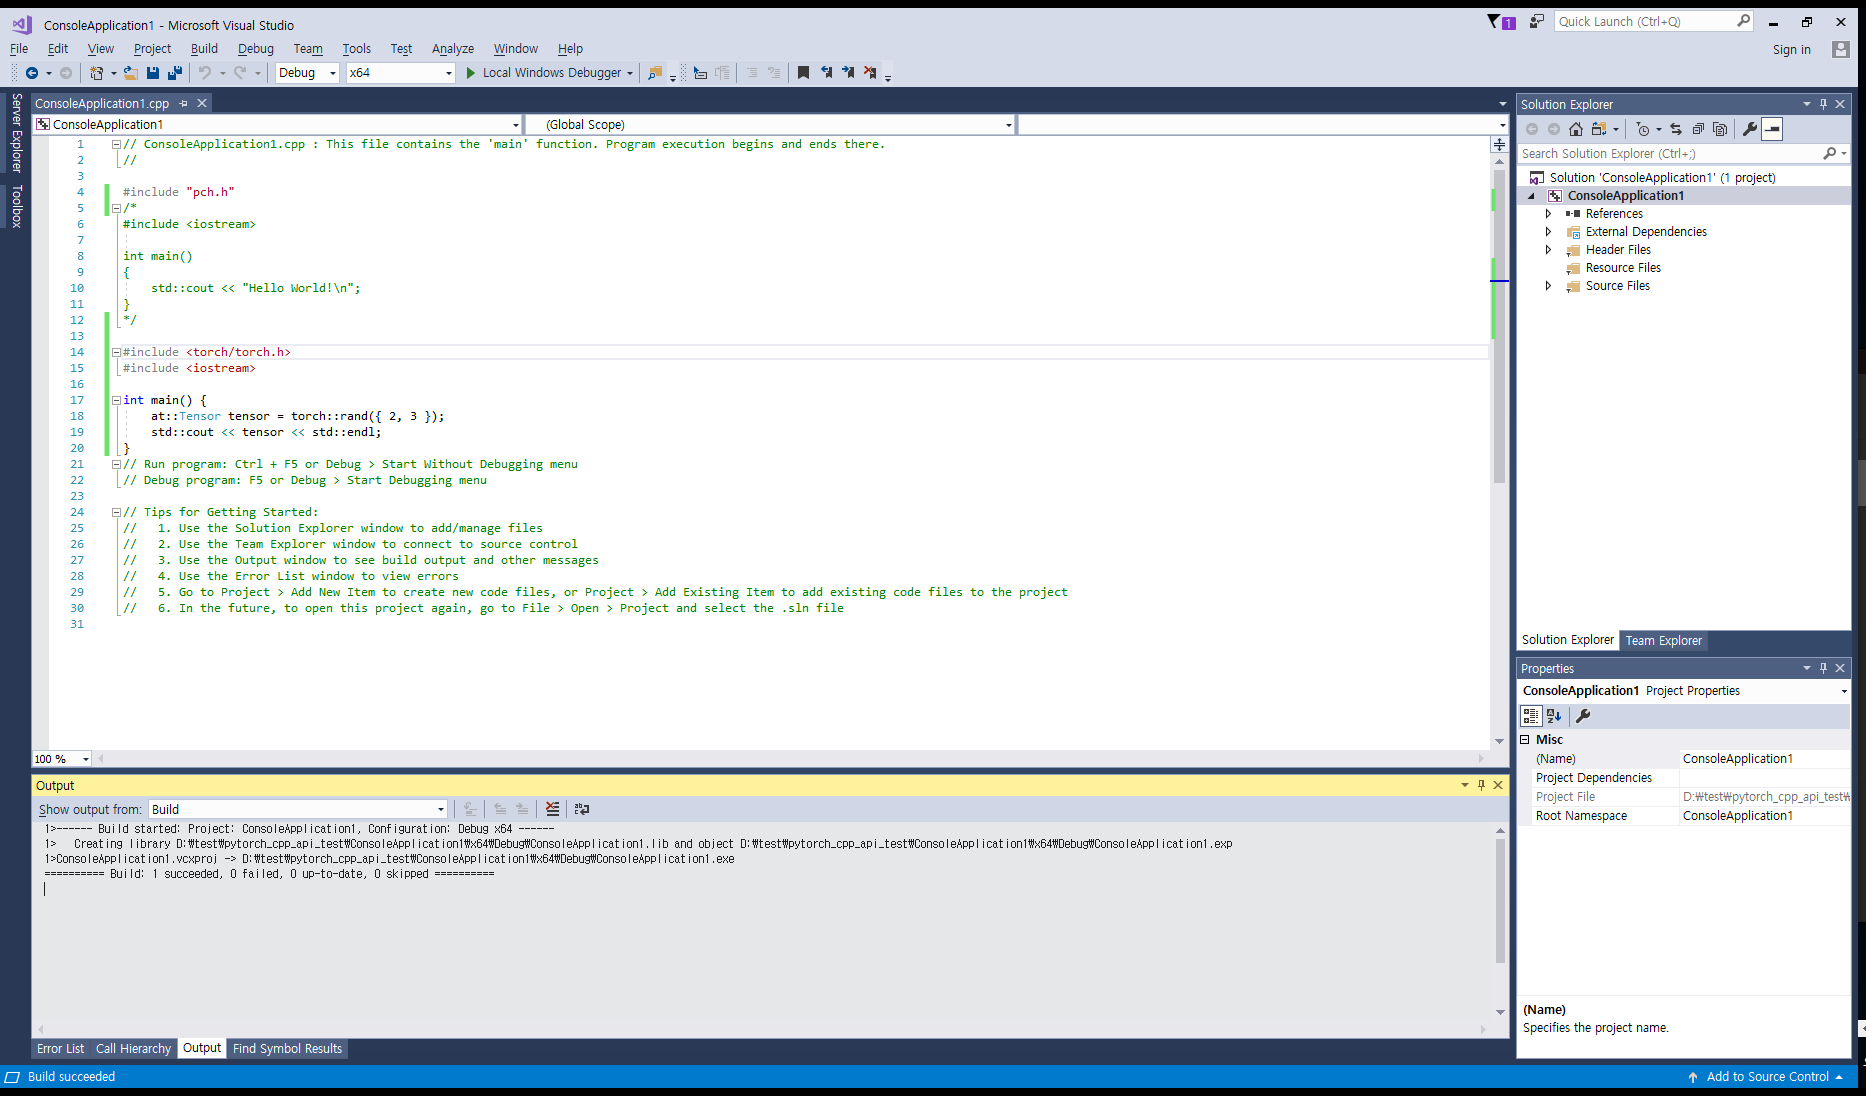 ConsoleApplication1 - Microsoft Visual Studio
1
Quick Launch (Ctrl+Q)
File Edit View Project Build Debug Team Tools Test Analyze Window Help
Sign in
Debug x64 Local Windows Debugger
Server Explorer
Toolbox
ConsoleApplication1.cpp
ConsoleApplication1 (Global Scope)
1 // ConsoleApplication1.cpp : This file contains the 'main' function. Program execution begins and ends there.
2 //
3
4 #include "pch.h"
5 /*
6 #include <iostream>
7
8 int main()
9 {
10 std::cout << "Hello World!\n";
11 }
12 */
13
14 #include <torch/torch.h>
15 #include <iostream>
16
17 int main() {
18 at::Tensor tensor = torch::rand({ 2, 3 });
19 std::cout << tensor << std::endl;
20 }
21 // Run program: Ctrl + F5 or Debug > Start Without Debugging menu
22 // Debug program: F5 or Debug > Start Debugging menu
23
24 // Tips for Getting Started:
25 // 1. Use the Solution Explorer window to add/manage files
26 // 2. Use the Team Explorer window to connect to source control
27 // 3. Use the Output window to see build output and other messages
28 // 4. Use the Error List window to view errors
29 // 5. Go to Project > Add New Item to create new code files, or Project > Add Existing Item to add existing code files to the project
30 // 6. In the future, to open this project again, go to File > Open > Project and select the .sln file
31
100 %
Output
Show output from: Build
1>------ Build started: Project: ConsoleApplication1, Configuration: Debug x64 ------
1> Creating library D:₩test₩pytorch_cpp_api_test₩ConsoleApplication1₩x64₩Debug₩ConsoleApplication1.lib and object D:₩test₩pytorch_cpp_api_test₩ConsoleApplication1₩x64₩Debug₩ConsoleApplication1.exp
1>ConsoleApplication1.vcxproj -> D:₩test₩pytorch_cpp_api_test₩ConsoleApplication1₩x64₩Debug₩ConsoleApplication1.exe
========== Build: 1 succeeded, 0 failed, 0 up-to-date, 0 skipped ==========
Error List Call Hierarchy Output Find Symbol Results
Solution Explorer
Search Solution Explorer (Ctrl+;)
Solution 'ConsoleApplication1' (1 project)
ConsoleApplication1
References
External Dependencies
Header Files
Resource Files
Source Files
Solution Explorer Team Explorer
Properties
ConsoleApplication1 Project Properties
Misc
(Name) ConsoleApplication1
Project Dependencies
Project File D:₩test₩pytorch_cpp_api_test₩
Root Namespace ConsoleApplication1
(Name)
Specifies the project name.
Build succeeded
Add to Source Control